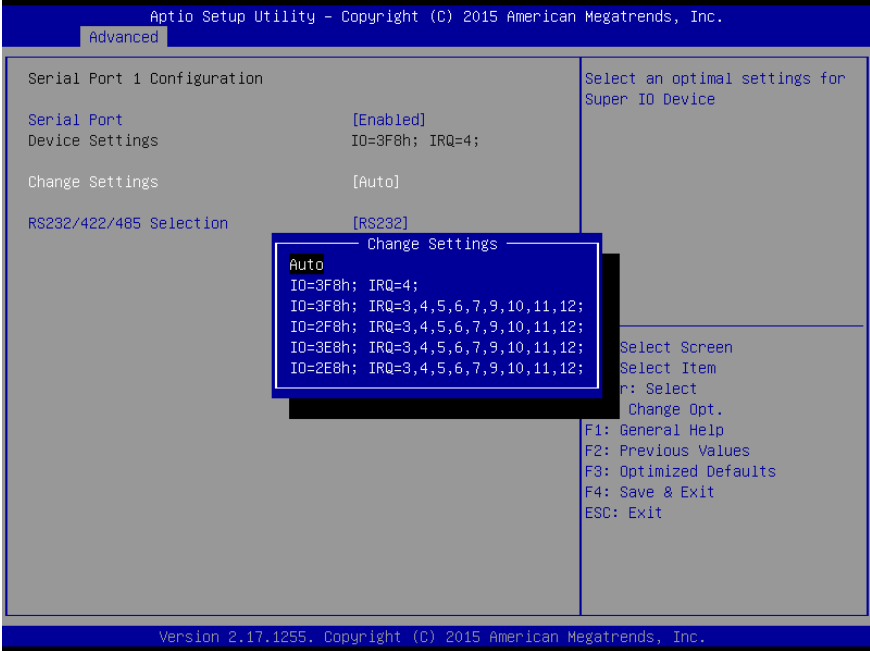 Aptio Setup Utility – Copyright (C) 2015 American Megatrends, Inc.
Advanced
Serial Port 1 Configuration
Serial Port [Enabled]
Device Settings IO=3F8h; IRQ=4;
Change Settings [Auto]
RS232/422/485 Selection [RS232]
Change Settings
Auto
IO=3F8h; IRQ=4;
IO=3F8h; IRQ=3,4,5,6,7,9,10,11,12;
IO=2F8h; IRQ=3,4,5,6,7,9,10,11,12;
IO=3E8h; IRQ=3,4,5,6,7,9,10,11,12;
IO=2E8h; IRQ=3,4,5,6,7,9,10,11,12;
Select an optimal settings for
Super IO Device
Select Screen
Select Item
r: Select
Change Opt.
F1: General Help
F2: Previous Values
F3: Optimized Defaults
F4: Save & Exit
ESC: Exit
Version 2.17.1255. Copyright (C) 2015 American Megatrends, Inc.